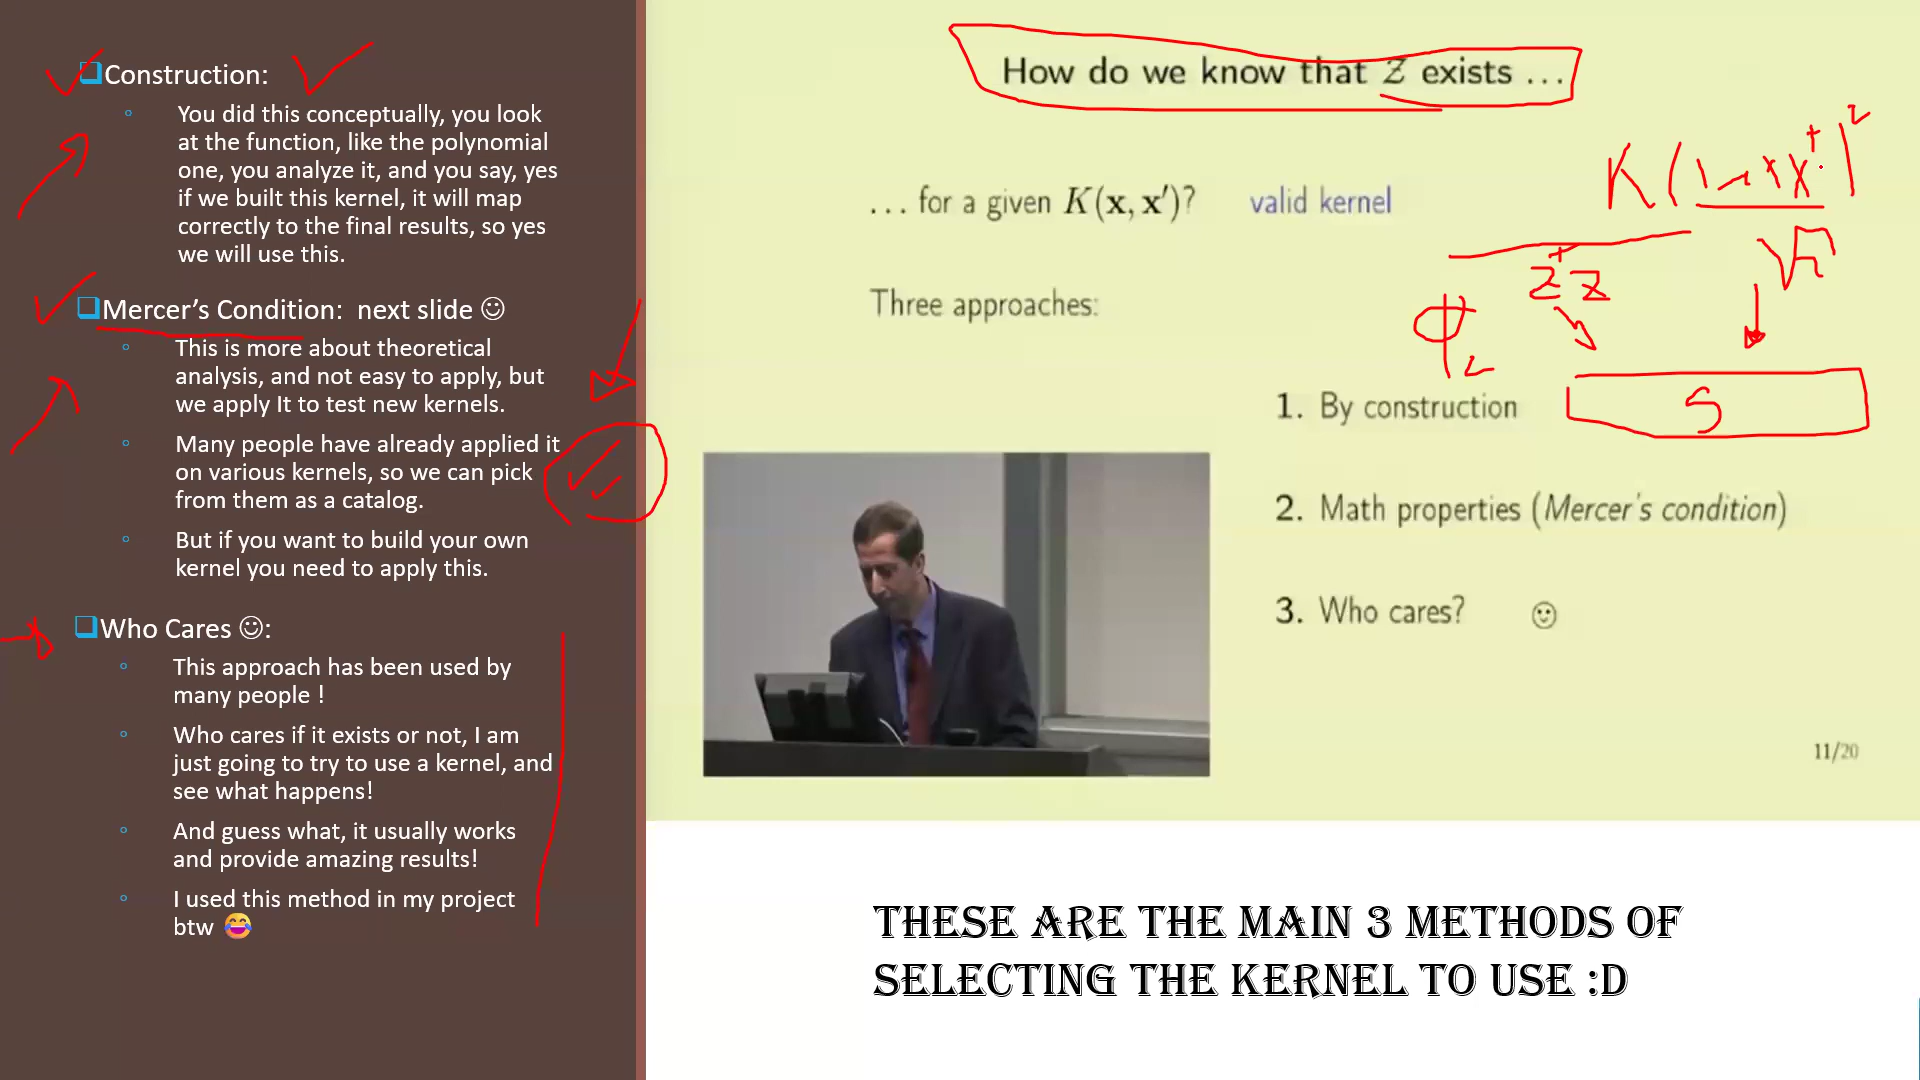 Construction:
You did this conceptually, you look
at the function, like the polynomial
one, you analyze it, and you say, yes
if we built this kernel, it will map
correctly to the final results, so yes
we will use this.
Mercer's Condition: next slide ☺
This is more about theoretical
analysis, and not easy to apply, but
we apply It to test new kernels.
Many people have already applied it
on various kernels, so we can pick
from them as a catalog.
But if you want to build your own
kernel you need to apply this.
Who Cares ☺:
This approach has been used by
many people !
Who cares if it exists or not, I am
just going to try to use a kernel, and
see what happens!
And guess what, it usually works
and provide amazing results!
I used this method in my project
btw 😂
How do we know that Z exists ...
... for a given K(x, x′)? valid kernel
Three approaches:
1. By construction
2. Math properties (Mercer's condition)
3. Who cares? ☺
11/20
Z Z
S
THESE ARE THE MAIN 3 METHODS OF
SELECTING THE KERNEL TO USE :D